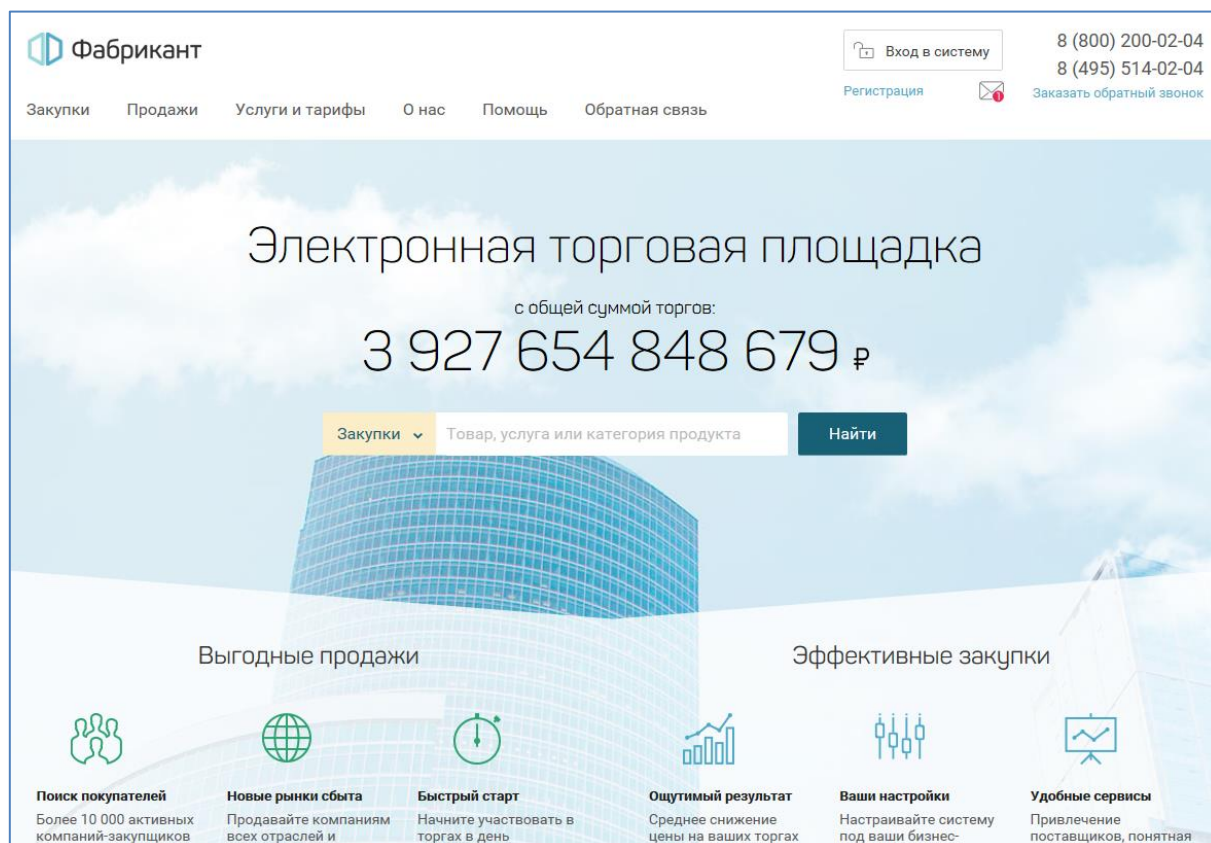 Фабрикант
Вход в систему
8 (800) 200-02-04
8 (495) 514-02-04
Регистрация
1
Заказать обратный звонок
Закупки Продажи Услуги и тарифы О нас Помощь Обратная связь
Электронная торговая площадка
с общей суммой торгов:
3 927 654 848 679 ₽
Закупки Товар, услуга или категория продукта Найти
Выгодные продажи
Эффективные закупки
Поиск покупателей
Более 10 000 активных
компаний-закупщиков
Новые рынки сбыта
Продавайте компаниям
всех отраслей и
Быстрый старт
Начните участвовать в
торгах в день
Ощутимый результат
Среднее снижение
цены на ваших торгах
Ваши настройки
Настраивайте систему
под ваши бизнес-
Удобные сервисы
Привлечение
поставщиков, понятная